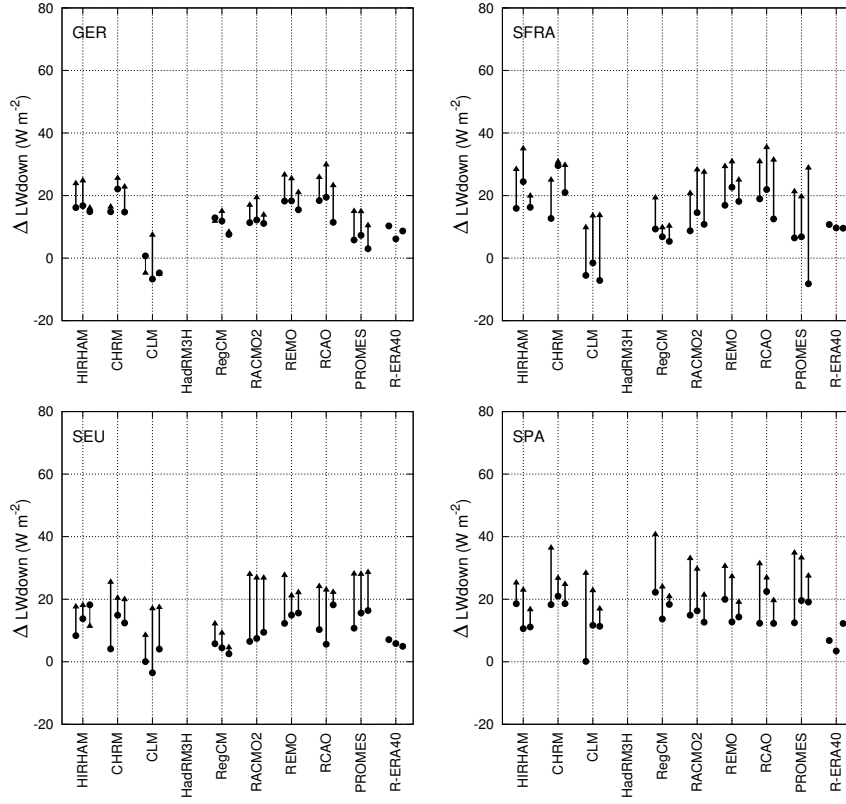 GER
Δ LWdown (W m-2)
80
60
40
20
0
-20
HIRHAM
CHRM
CLM
HadRM3H
RegCM
RACMO2
REMO
RCAO
PROMES
R-ERA40
SFRA
Δ LWdown (W m-2)
80
60
40
20
0
-20
HIRHAM
CHRM
CLM
HadRM3H
RegCM
RACMO2
REMO
RCAO
PROMES
R-ERA40
SEU
Δ LWdown (W m-2)
80
60
40
20
0
-20
HIRHAM
CHRM
CLM
HadRM3H
RegCM
RACMO2
REMO
RCAO
PROMES
R-ERA40
SPA
Δ LWdown (W m-2)
80
60
40
20
0
-20
HIRHAM
CHRM
CLM
HadRM3H
RegCM
RACMO2
REMO
RCAO
PROMES
R-ERA40